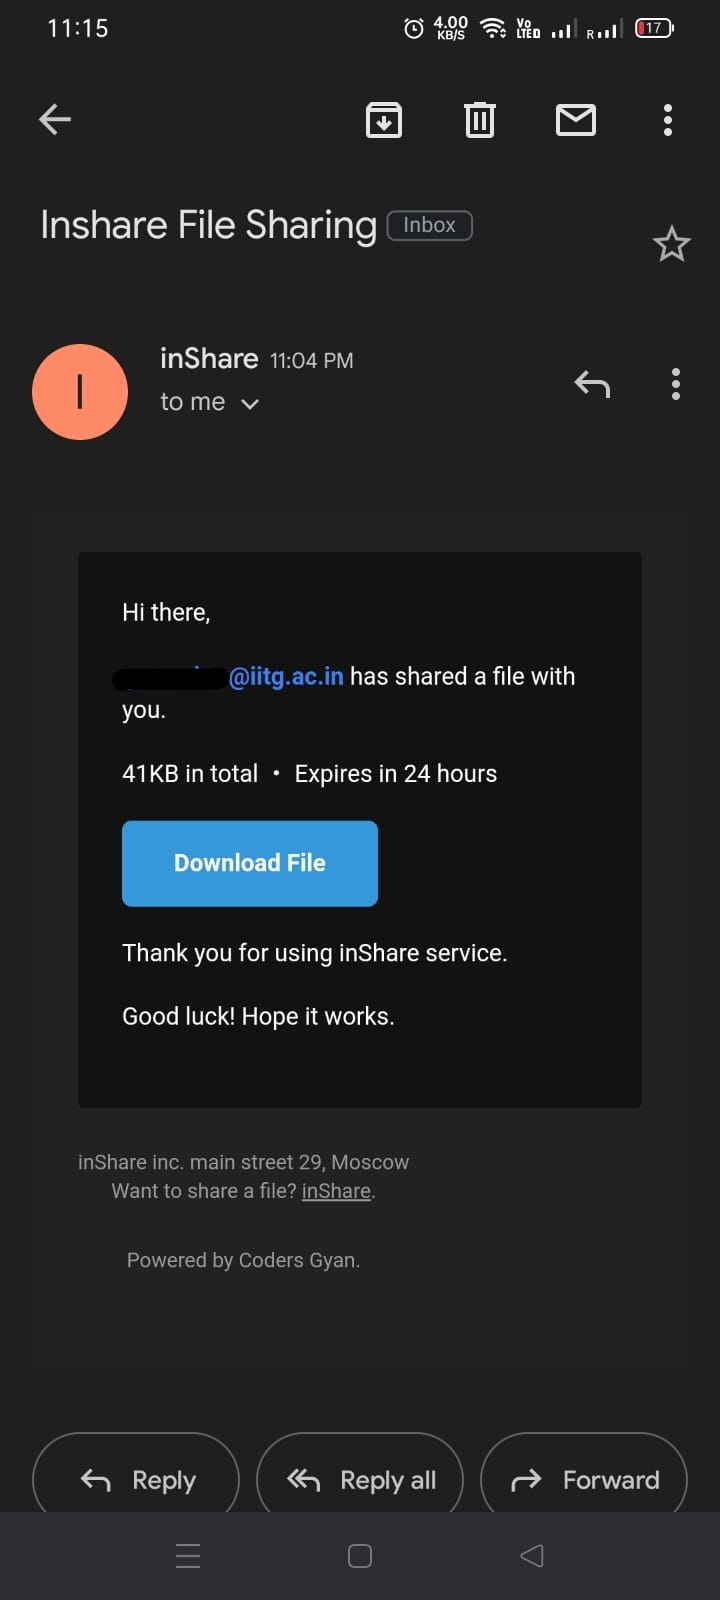 11:15
4.00
KB/S
Vo
LTED
R
17
Inshare File Sharing Inbox
I
inShare 11:04 PM
to me
Hi there,
@iitg.ac.in has shared a file with
you.
41KB in total • Expires in 24 hours
Download File
Thank you for using inShare service.
Good luck! Hope it works.
inShare inc. main street 29, Moscow
Want to share a file? inShare.
Powered by Coders Gyan.
Reply
Reply all
Forward